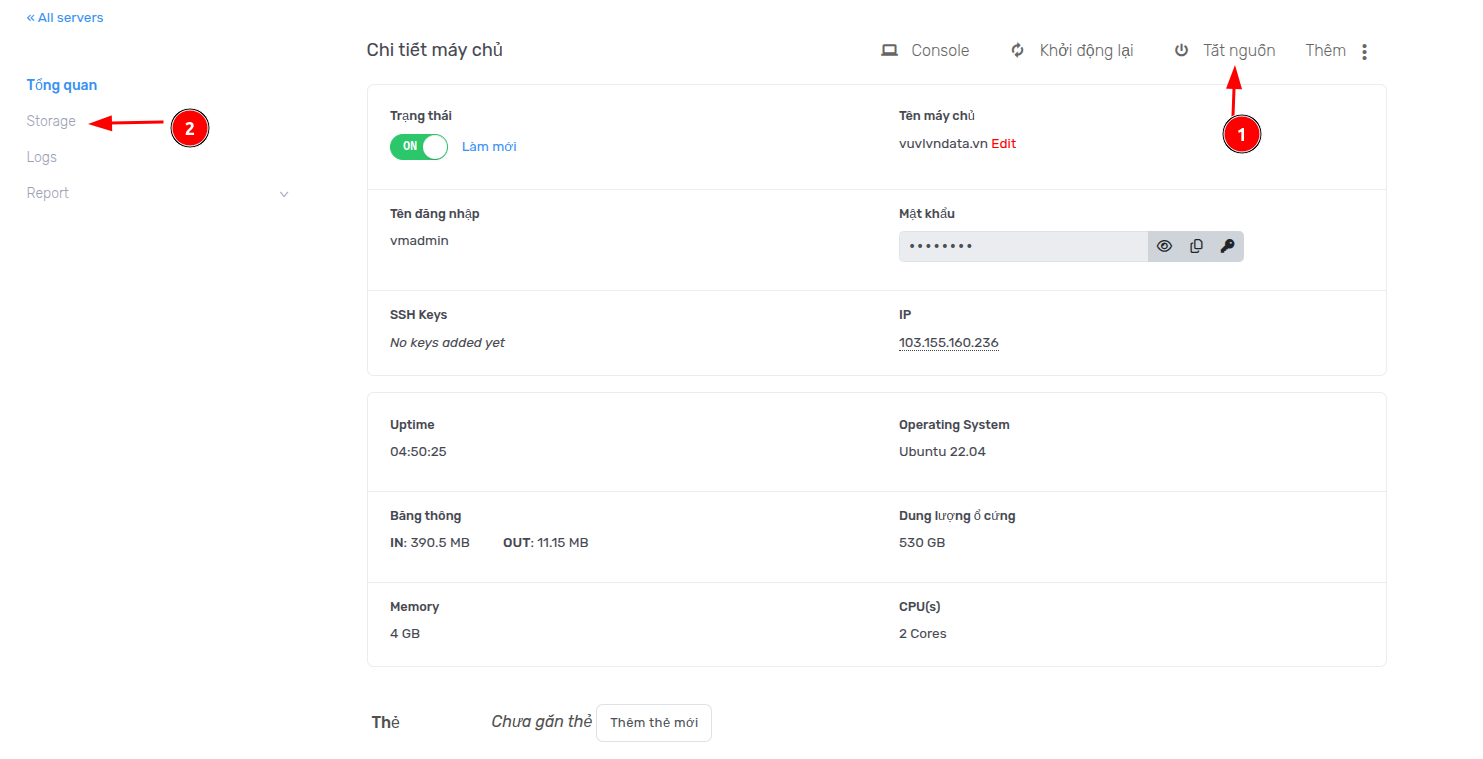 « All servers
Tổng quan
Storage
2
Logs
Report
Chi tiết máy chủ
Console
Khởi động lại
Tắt nguồn
Thêm
1
Trạng thái
ON
Làm mới
Tên máy chủ
vuvlvndata.vn Edit
Tên đăng nhập
vmadmin
Mật khẩu
••••••••
SSH Keys
No keys added yet
IP
103.155.160.236
Uptime
04:50:25
Operating System
Ubuntu 22.04
Băng thông
IN: 390.5 MB OUT: 11.15 MB
Dung lượng ổ cứng
530 GB
Memory
4 GB
CPU(s)
2 Cores
Thẻ
Chưa gắn thẻ
Thêm thẻ mới